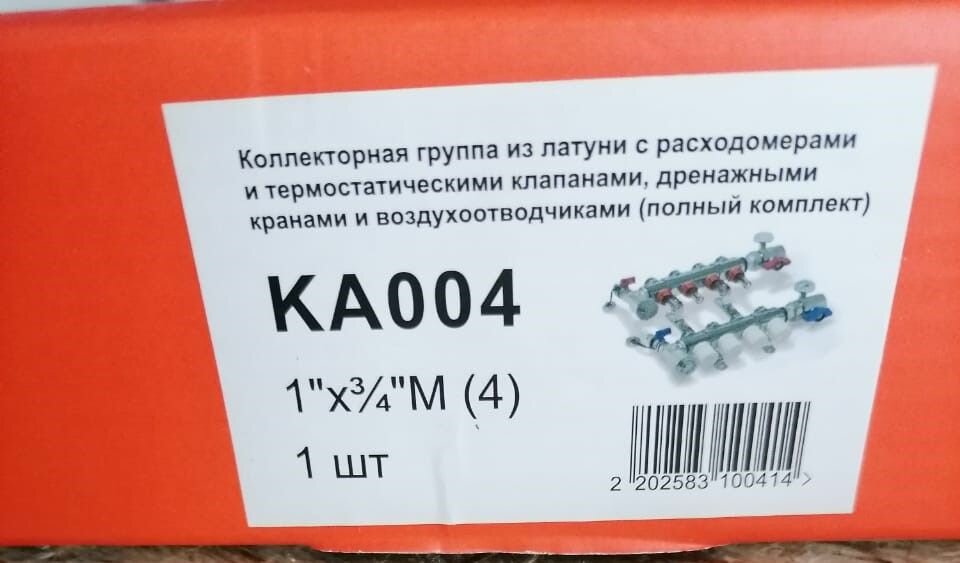 Коллекторная группа из латуни с расходомерами
и термостатическими клапанами, дренажными
кранами и воздухоотводчиками (полный комплект)
KA004
1"x¾"M (4)
1 шт
2 202583 100414 >